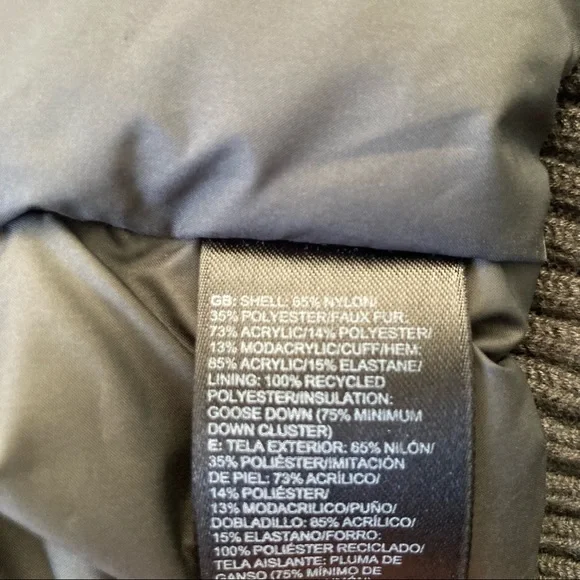 GB: SHELL: 65% NYLON/
35% POLYESTER/FAUX FUR:
73% ACRYLIC/14% POLYESTER/
13% MODACRYLIC/CUFF/HEM:
85% ACRYLIC/15% ELASTANE/
LINING: 100% RECYCLED
POLYESTER/INSULATION:
GOOSE DOWN (75% MINIMUM
DOWN CLUSTER)
E: TELA EXTERIOR: 65% NILÓN/
35% POLIÉSTER/IMITACIÓN
DE PIEL: 73% ACRÍLICO/
14% POLIÉSTER/
13% MODACRILICO/PUÑO/
DOBLADILLO: 85% ACRÍLICO/
15% ELASTANO/FORRO:
100% POLIÉSTER RECICLADO/
TELA AISLANTE: PLUMA DE
GANSO (75% MÍNIMO DE